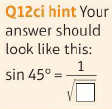 Q12ci hint Your
answer should
look like this:
sin 45° = 1/√□